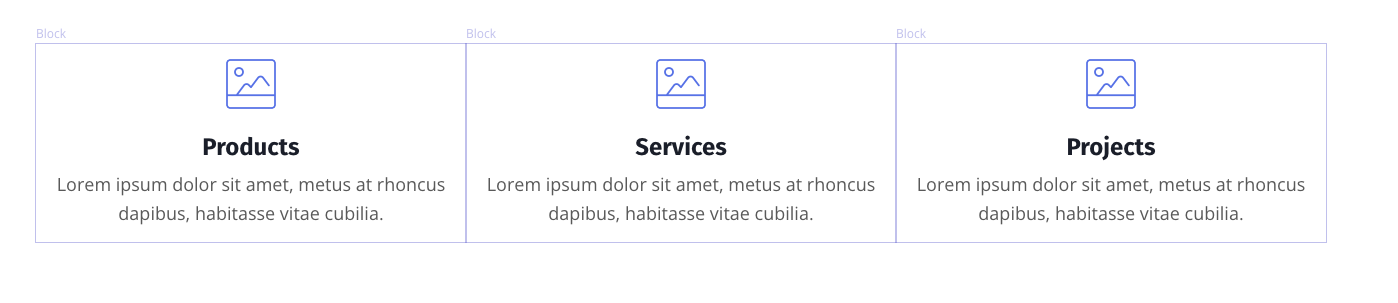 Block
Block
Block
Products
Services
Projects
Lorem ipsum dolor sit amet, metus at rhoncus
dapibus, habitasse vitae cubilia.
Lorem ipsum dolor sit amet, metus at rhoncus
dapibus, habitasse vitae cubilia.
Lorem ipsum dolor sit amet, metus at rhoncus
dapibus, habitasse vitae cubilia.